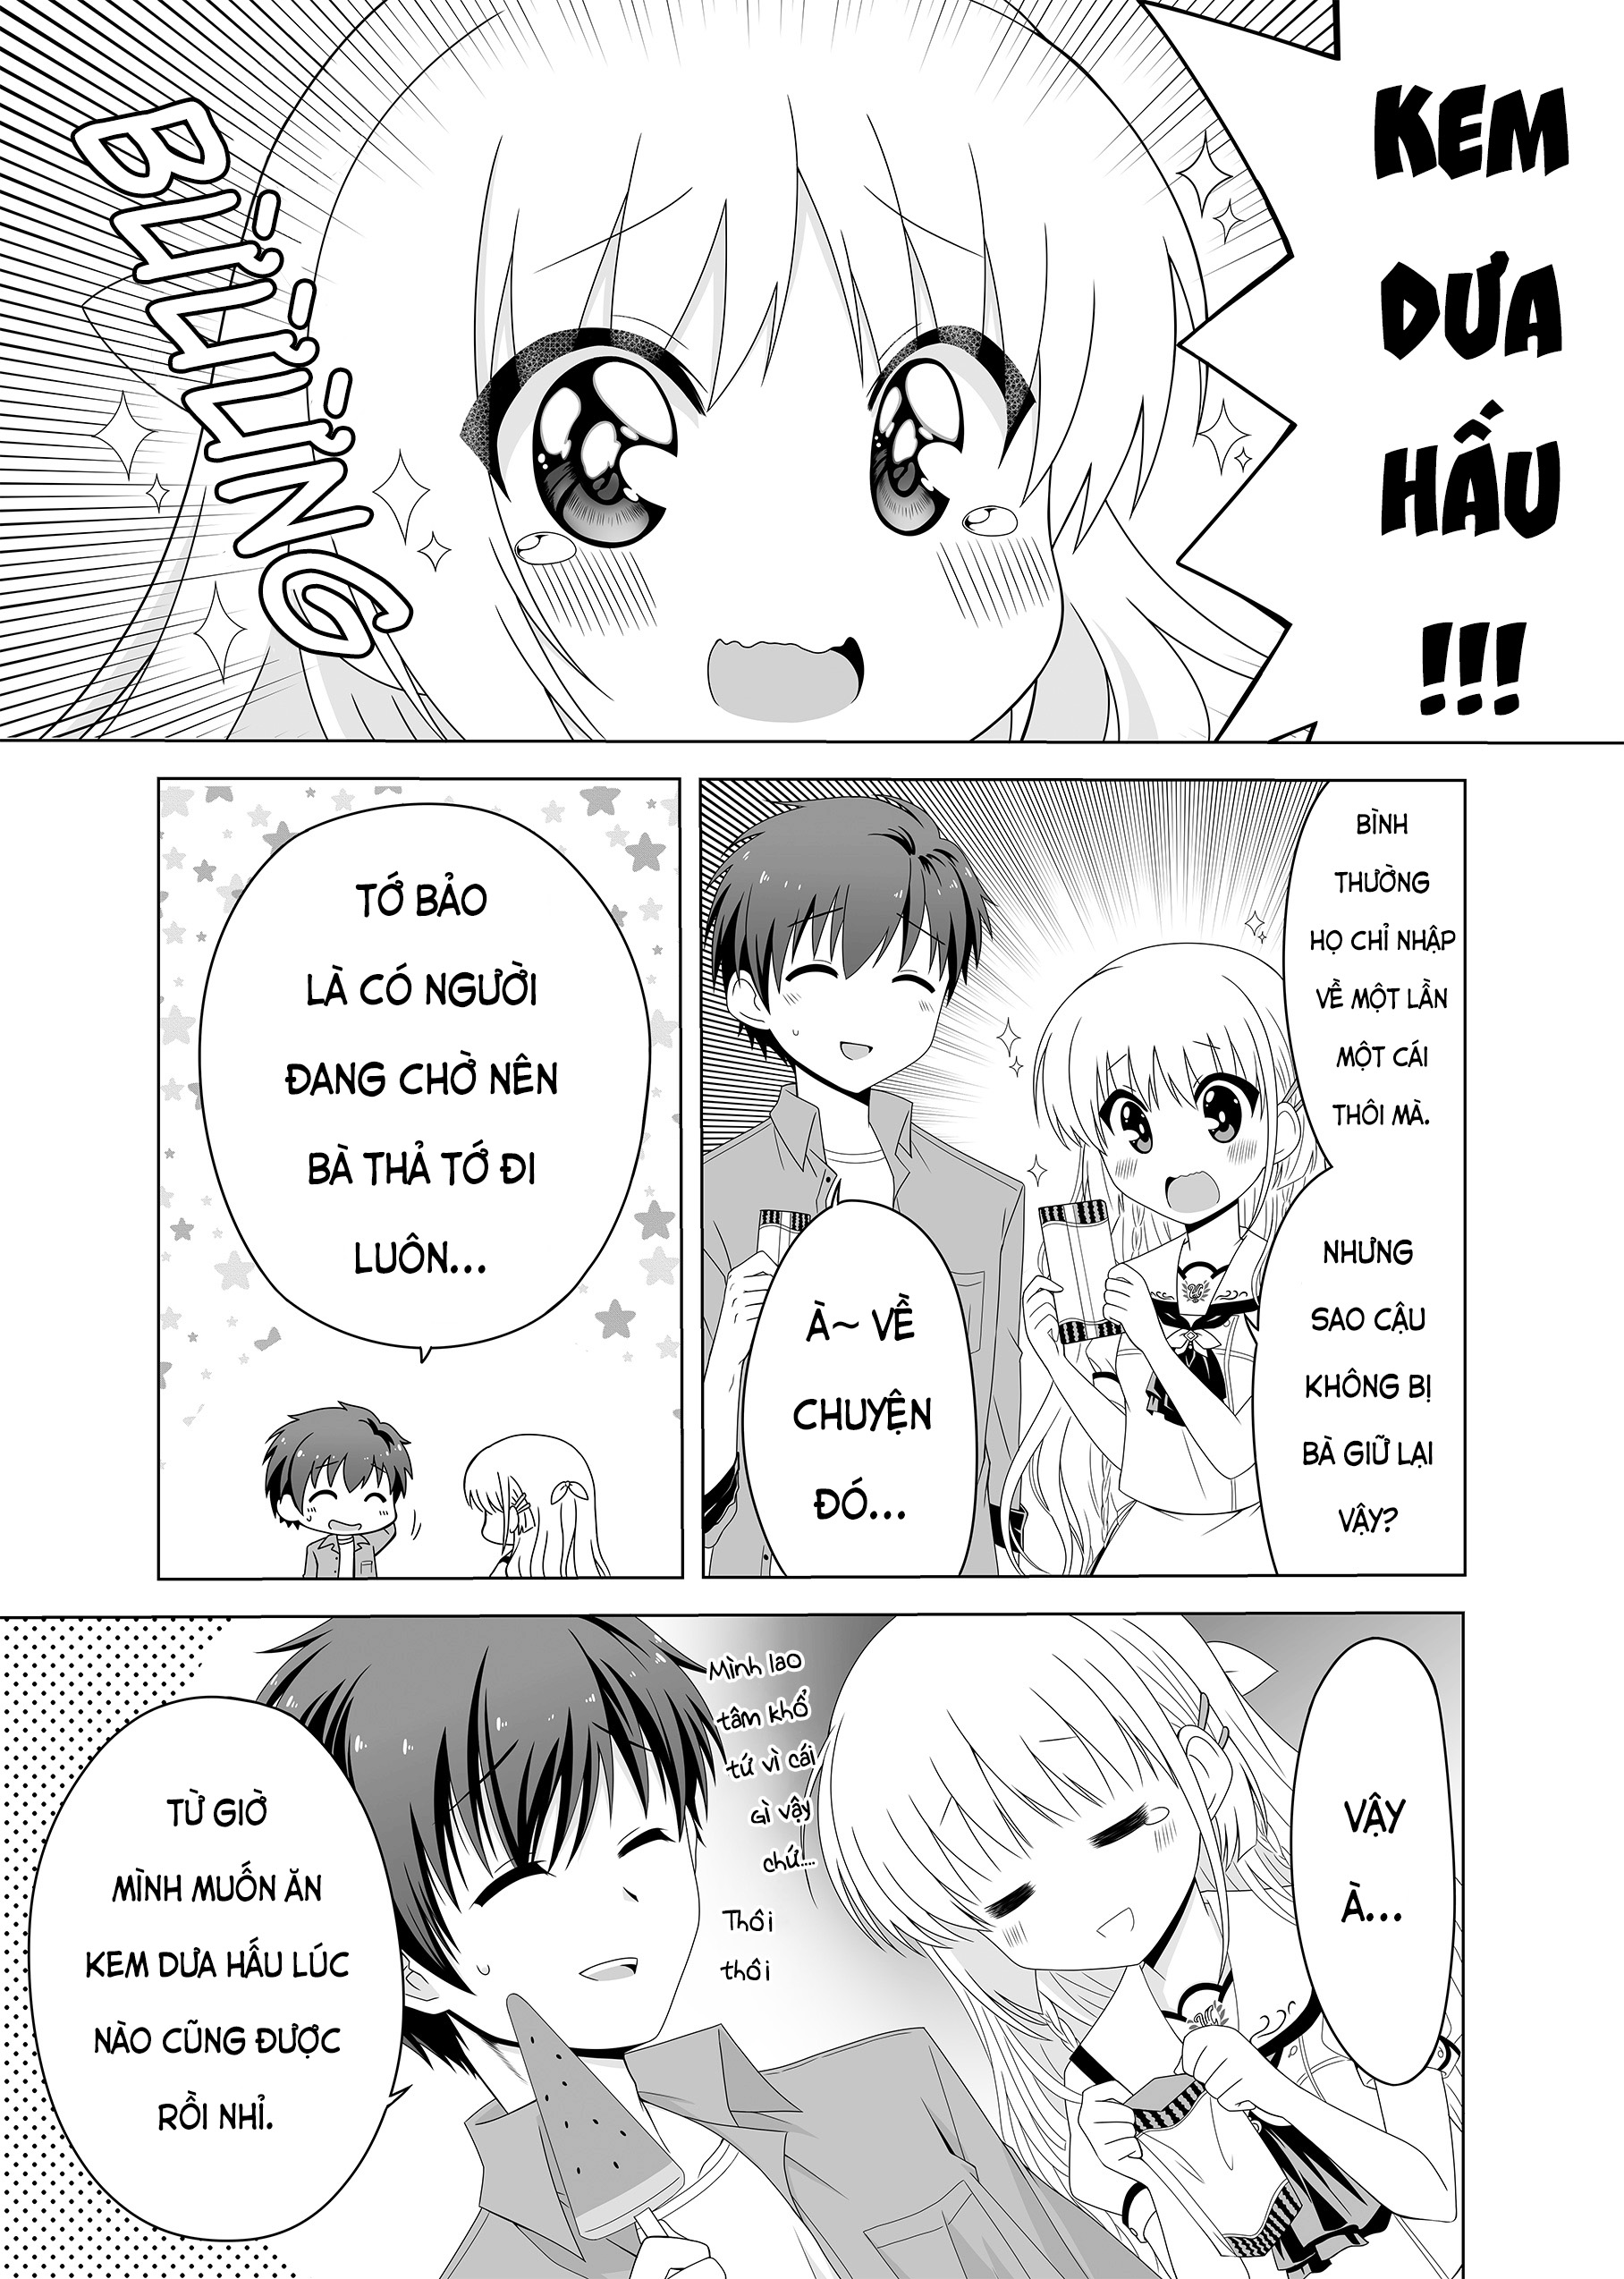 KEM
DƯA
HẤU
!!!
BLING
BÌNH
THƯỜNG
HỌ CHỈ NHẬP
VỀ MỘT LẦN
MỘT CÁI
THÔI MÀ.
NHƯNG
SAO CẬU
KHÔNG BỊ
BÀ GIỮ LẠI
VẬY?
À~ VỀ
CHUYỆN
ĐÓ...
TỚ BẢO
LÀ CÓ NGƯỜI
ĐANG CHỜ NÊN
BÀ THẢ TỚ ĐI
LUÔN...
VẬY
À...
Mình lao
tâm khổ
tứ vì cái
gì vậy
chứ....
Thôi
thôi
TỪ GIỜ
MÌNH MUỐN ĂN
KEM DƯA HẤU LÚC
NÀO CŨNG ĐƯỢC
RỒI NHỈ.